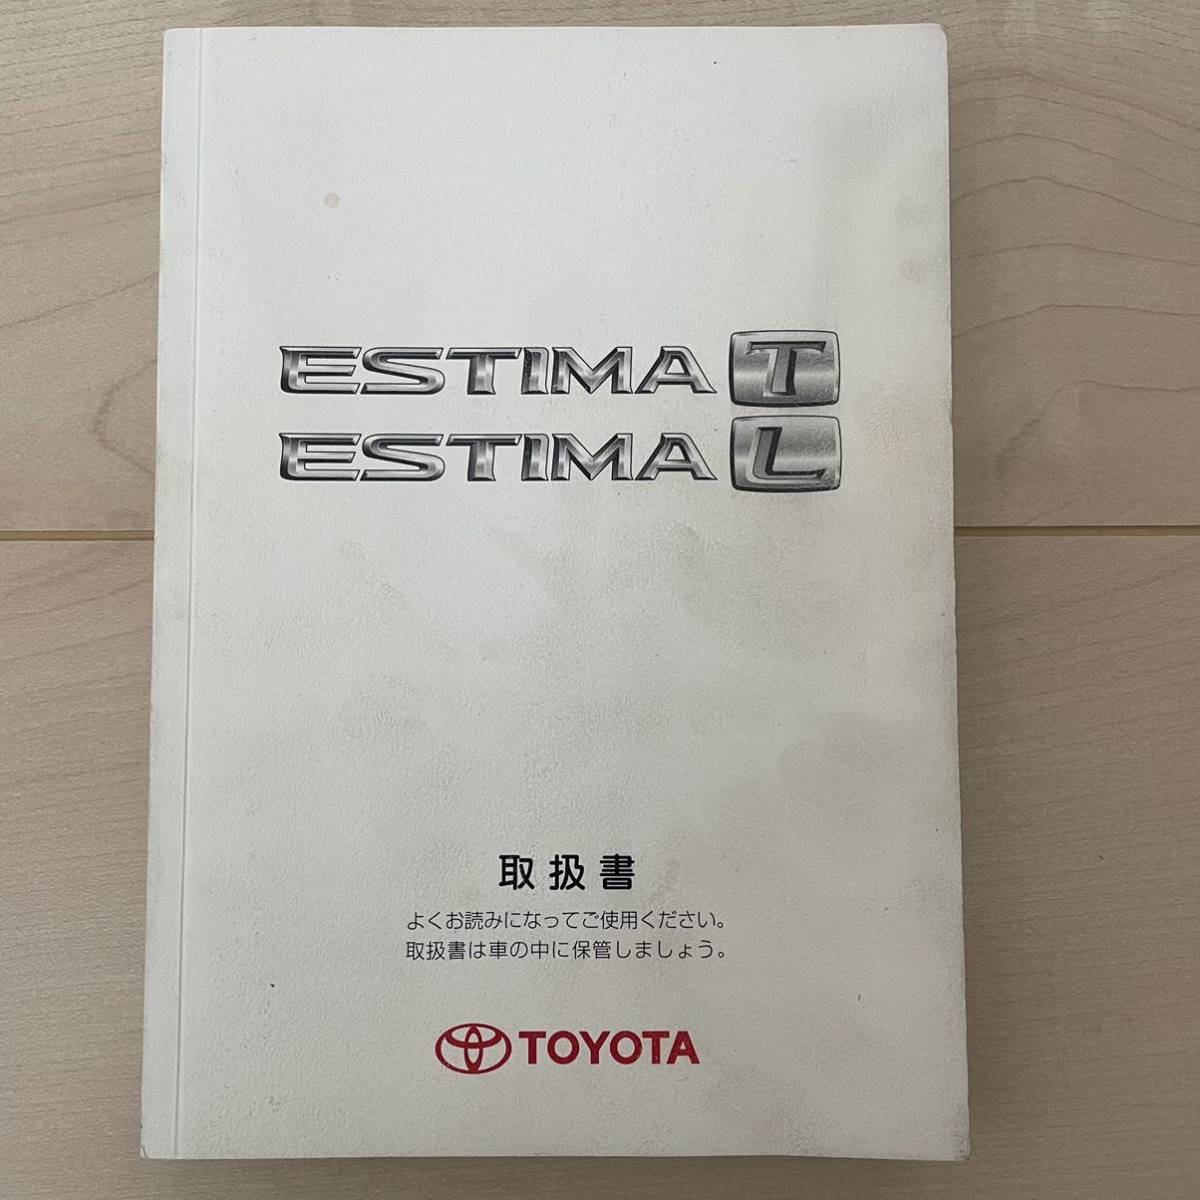 ESTIMA T
ESTIMA L
取扱書
よくお読みになってご使用ください。
取扱書は車の中に保管しましょう。
TOYOTA